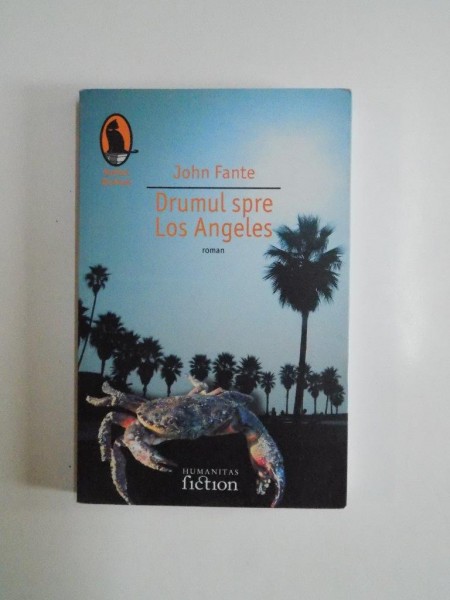 John Fante
Drumul spre
Los Angeles
roman
HUMANITAS
fiction